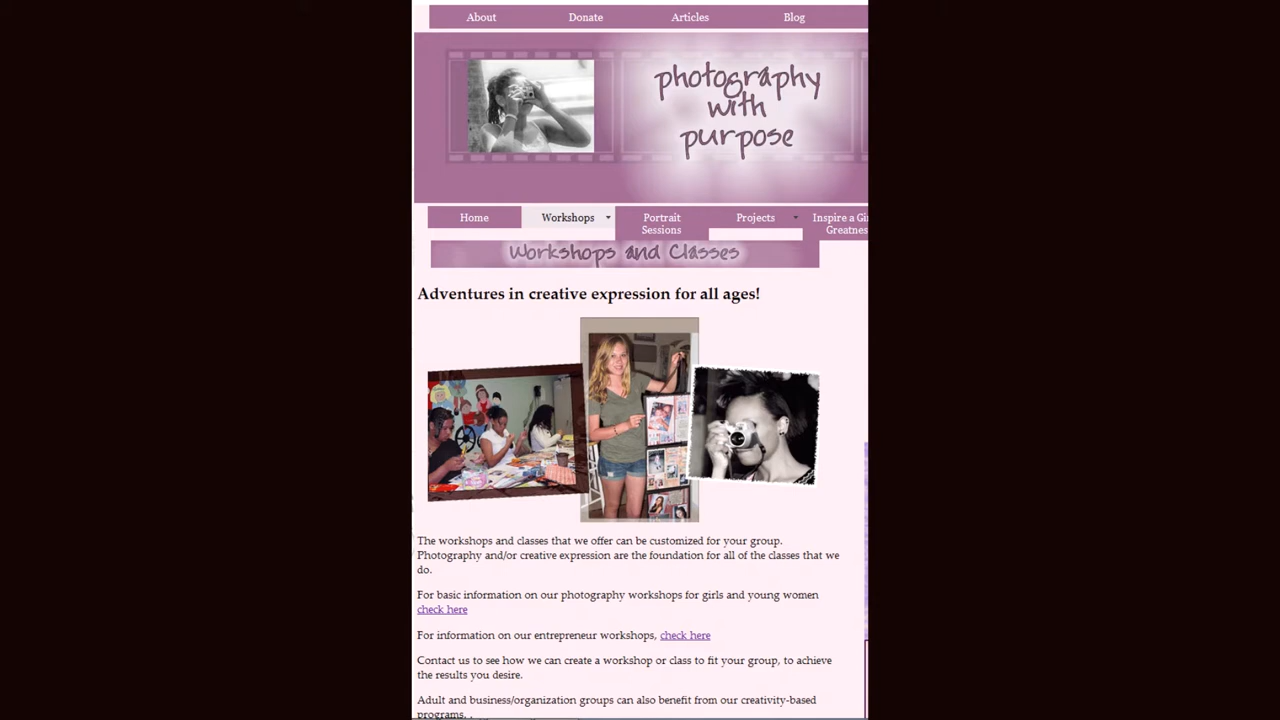 About Donate Articles Blog
photography
with
purpose
Home Workshops Portrait Sessions Projects Inspire a
Workshops and Classes
Adventures in creative expression for all ages!
The workshops and classes that we offer can be customized for your group.
Photography and/or creative expression are the foundation for all of the classes that we
do.
For basic information on our photography workshops for girls and young women
check here
For information on our entrepreneur workshops, check here
Contact us to see how we can create a workshop or class to fit your group, to achieve
the results you desire.
Adult and business/organization groups can also benefit from our creativity-based
programs.